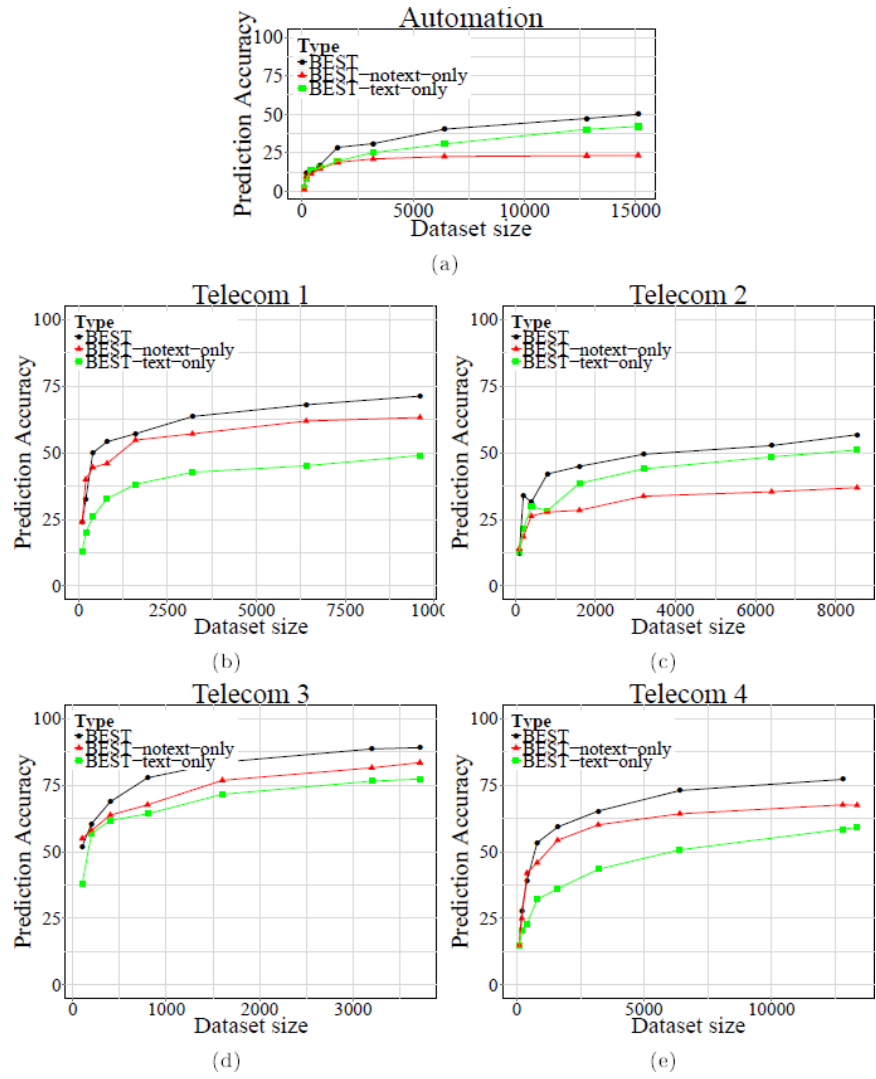 Automation
Prediction Accuracy
100
75
50
25
0
Type
BEST
BEST-notext-only
BEST-text-only
0 5000 10000 15000
Dataset size
(a)
Telecom 1
Prediction Accuracy
100
75
50
25
0
Type
BEST
BEST-notext-only
BEST-text-only
0 2500 5000 7500 1000
Dataset size
(b)
Telecom 2
Prediction Accuracy
100
75
50
25
0
Type
BEST
BEST-notext-only
BEST-text-only
0 2000 4000 6000 8000
Dataset size
(c)
Telecom 3
Prediction Accuracy
100
75
50
25
0
Type
BEST
BEST-notext-only
BEST-text-only
0 1000 2000 3000
Dataset size
(d)
Telecom 4
Prediction Accuracy
100
75
50
25
0
Type
BEST
BEST-notext-only
BEST-text-only
0 5000 10000
Dataset size
(e)